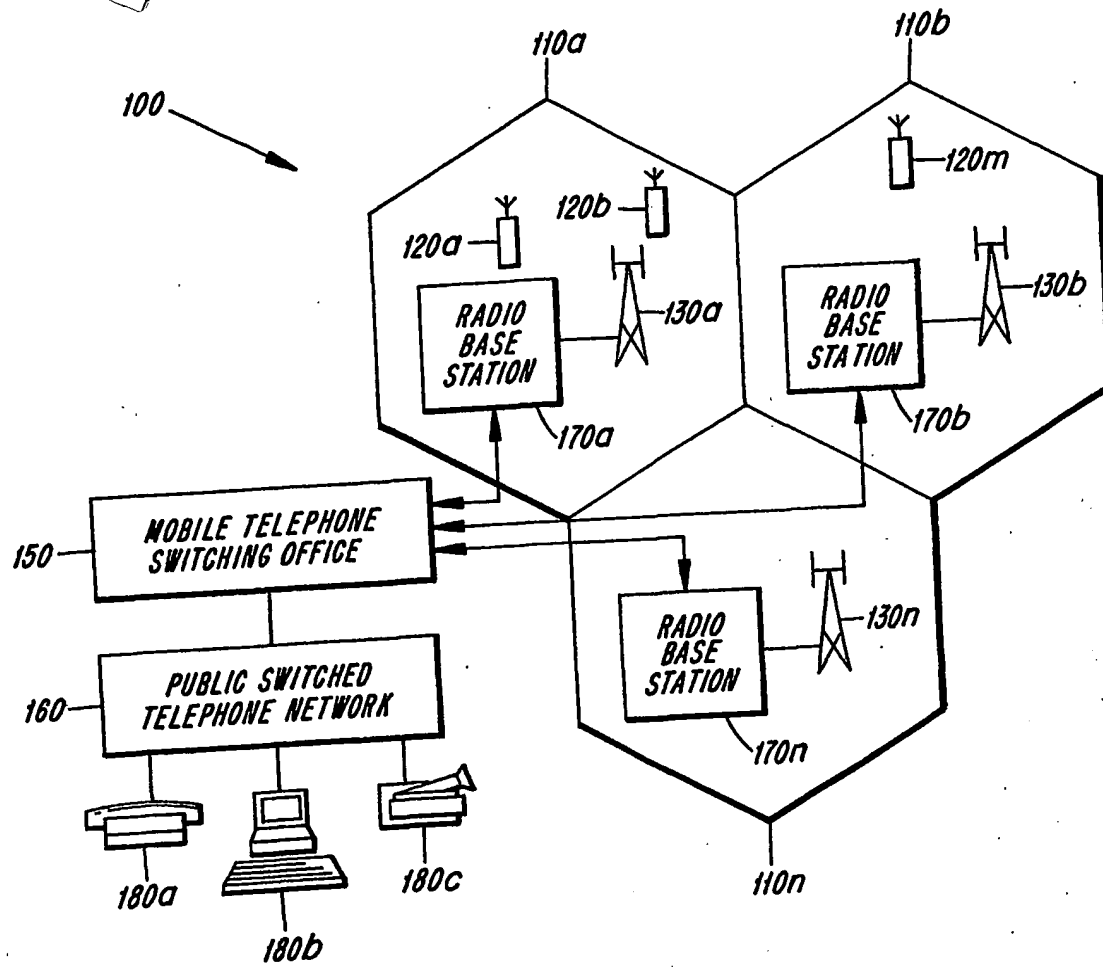 110a
110b
100
120m
120b
120a
130b
130a
RADIO
BASE
STATION
RADIO
BASE
STATION
170a
170b
MOBILE TELEPHONE
SWITCHING OFFICE
150
130n
RADIO
BASE
STATION
PUBLIC SWITCHED
TELEPHONE NETWORK
160
170n
180a
180c
110n
180b